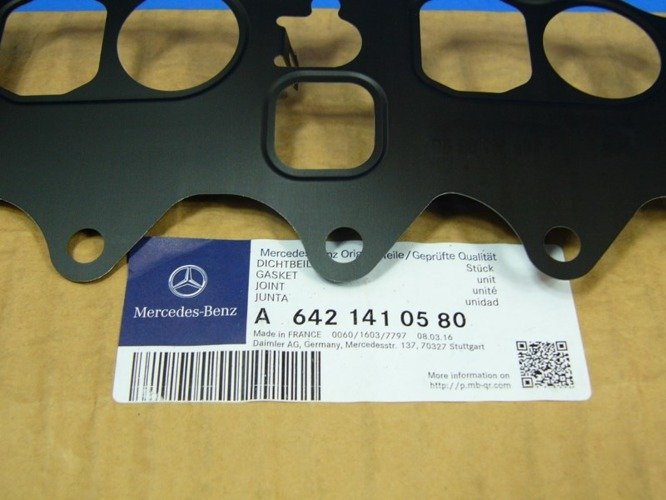 Mercedes-Benz
Mercedes-Benz Original-Teile/Geprüfte Qualität
Stück
GASKET unit
JOINT unité
JUNTA unidad
A 642 141 05 80
Made in FRANCE 0060/1603/7797 08.03.16
Daimler AG, Germany, Mercedesstr. 137, 70327 Stuttgart
More information on
http://p.mb-qr.com